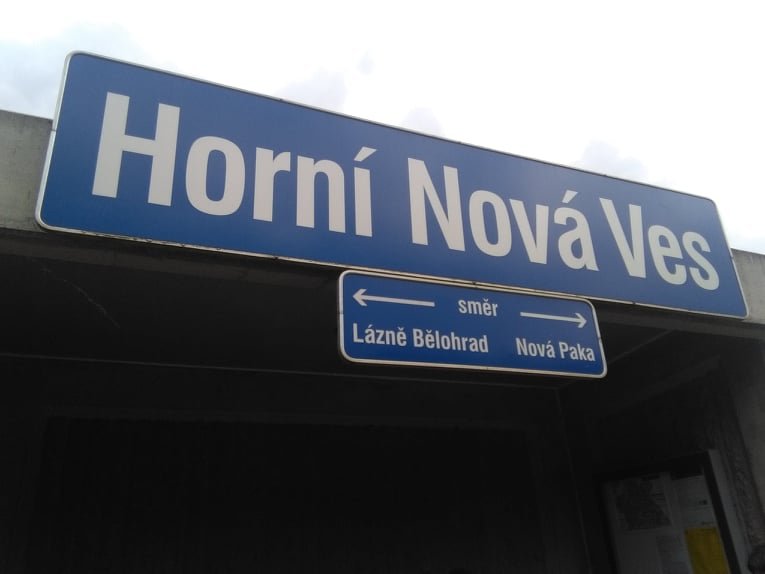 Horní Nová Ves
← směr →
Lázně Bělohrad Nová Paka